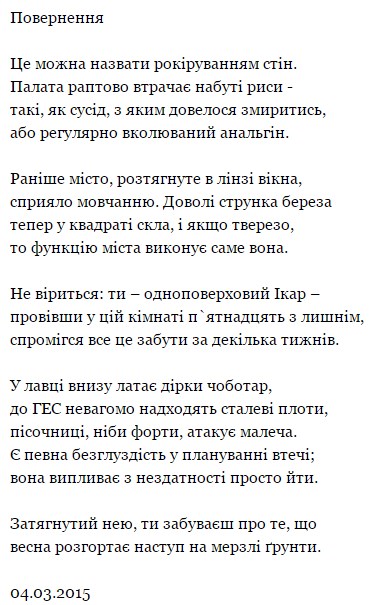 Повернення
Це можна назвати рокіруванням стін.
Палата раптово втрачає набуті риси -
такі, як сусід, з яким довелося змиритись,
або регулярно вколюваний анальгін.
Раніше місто, розтягнуте в лінзі вікна,
сприяло мовчанню. Доволі струнка береза
тепер у квадраті скла, і якщо тверезо,
то функцію міста виконує саме вона.
Не віриться: ти – одноповерховий Ікар –
провівши у цій кімнаті п`ятнадцять з лишнім,
спромігся все це забути за декілька тижнів.
У лавці внизу латає дірки чоботар,
до ГЕС невагомо надходять сталеві плоти,
пісочниці, ніби форти, атакує малеча.
Є певна безглуздість у плануванні втечі;
вона випливає з нездатності просто йти.
Затягнутий нею, ти забуваєш про те, що
весна розгортає наступ на мерзлі ґрунти.
04.03.2015